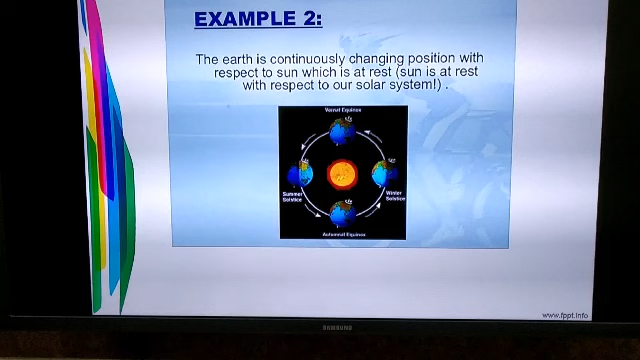 EXAMPLE 2:
The earth is continuously changing position with
respect to sun which is at rest (sun is at rest
with respect to our solar system!) .
Vernal Equinox
Summer
Solstice
Winter
Solstice
Autumnal Equinox
www.fppt.info
SAMSUNG